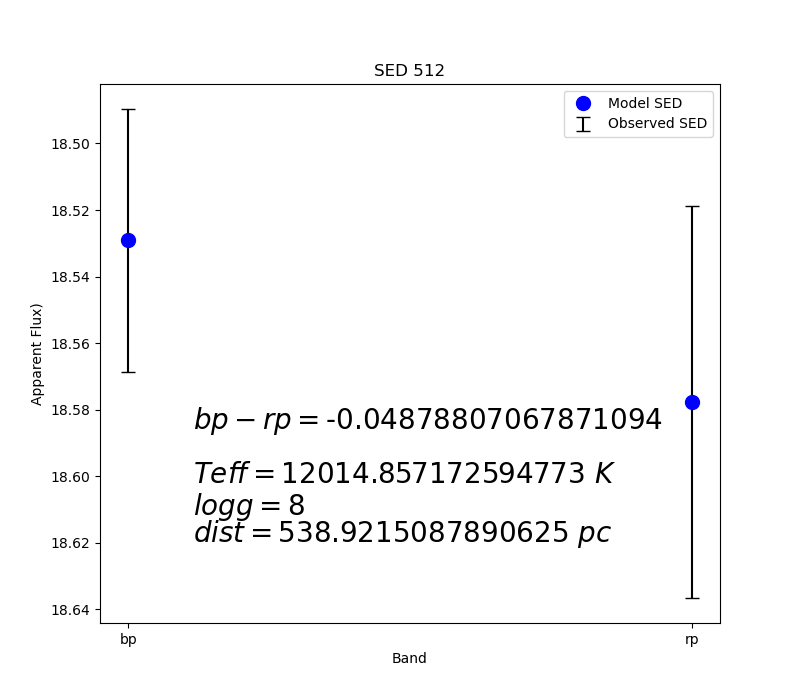 SED 512
Model SED
Observed SED
18.50
18.52
18.54
18.56
18.58
18.60
18.62
18.64
Apparent Flux)
bp − rp = -0.04878807067871094
Teff = 12014.857172594773 K
logg = 8
dist = 538.9215087890625 pc
bp
rp
Band